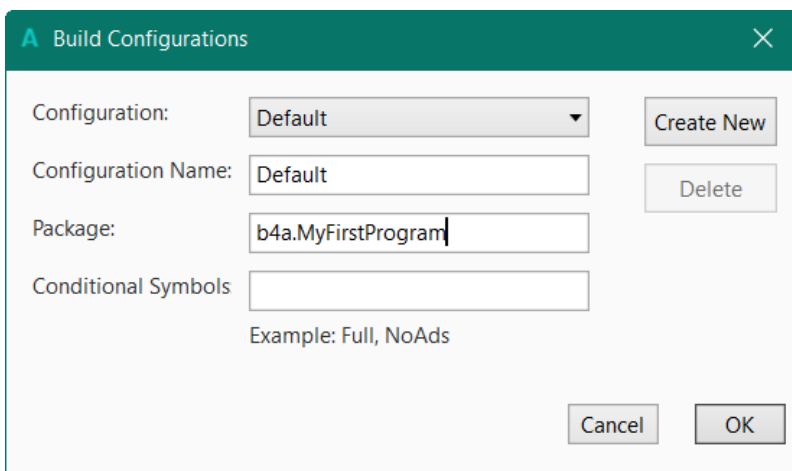 A Build Configurations
Configuration: Default Create New
Configuration Name: Default Delete
Package: b4a.MyFirstProgram
Conditional Symbols
Example: Full, NoAds
Cancel OK